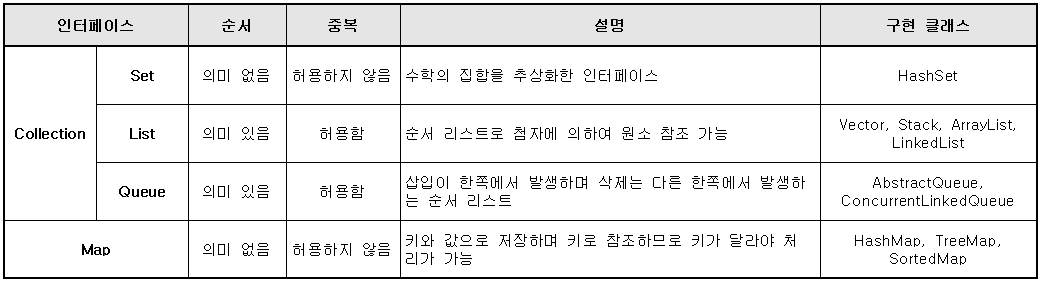 인터페이스 순서 중복 설명 구현 클래스
Collection
Set 의미 없음 허용하지 않음 수학의 집합을 추상화한 인터페이스 HashSet
List 의미 있음 허용함 순서 리스트로 첨자에 의하여 원소 참조 가능 Vector, Stack, ArrayList,
LinkedList
Queue 의미 있음 허용함 삽입이 한쪽에서 발생하며 삭제는 다른 한쪽에서 발생하
는 순서 리스트
AbstractQueue,
ConcurrentLinkedQueue
Map 의미 없음 허용하지 않음 키와 값으로 저장하며 키로 참조하므로 키가 달라야 처
리가 가능
HashMap, TreeMap,
SortedMap